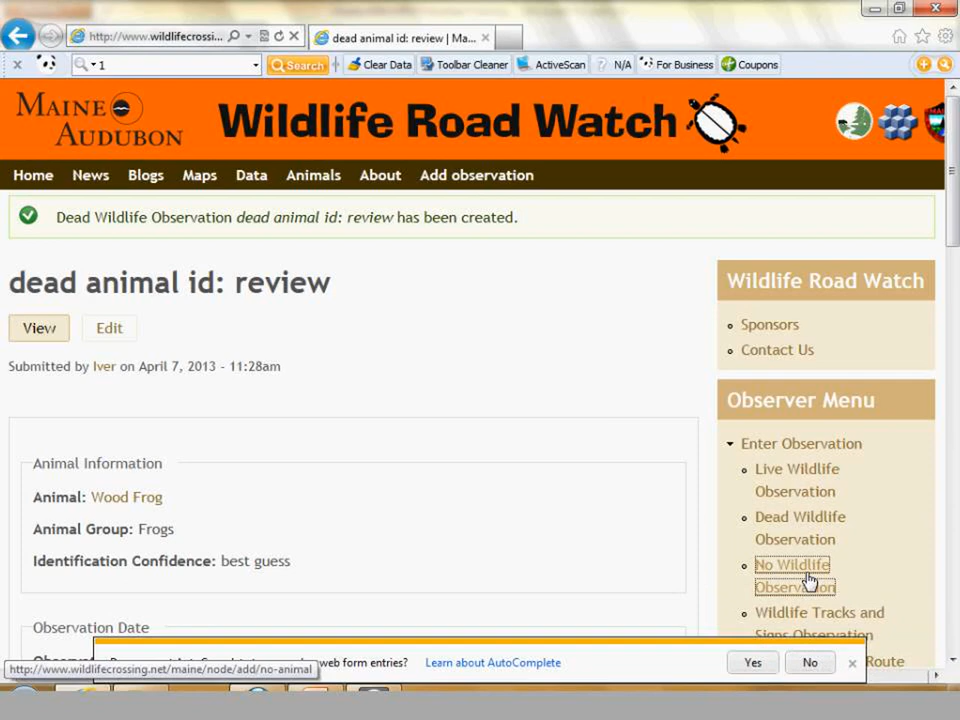 http://www.wildlifecrossi...
dead animal id: review | Ma...
1
Search
Clear Data
Toolbar Cleaner
ActiveScan
N/A
For Business
Coupons
MAINE
AUDUBON
Wildlife Road Watch
Home News Blogs Maps Data Animals About Add observation
Dead Wildlife Observation dead animal id: review has been created.
dead animal id: review
View Edit
Submitted by Iver on April 7, 2013 - 11:28am
Animal Information
Animal: Wood Frog
Animal Group: Frogs
Identification Confidence: best guess
Observation Date
Wildlife Road Watch
Sponsors
Contact Us
Observer Menu
Enter Observation
Live Wildlife
Observation
Dead Wildlife
Observation
No Wildlife
Observation
Wildlife Tracks and
Signs Observation
Route
web form entries? Learn about AutoComplete Yes No
http://www.wildlifecrossing.net/maine/node/add/no-animal